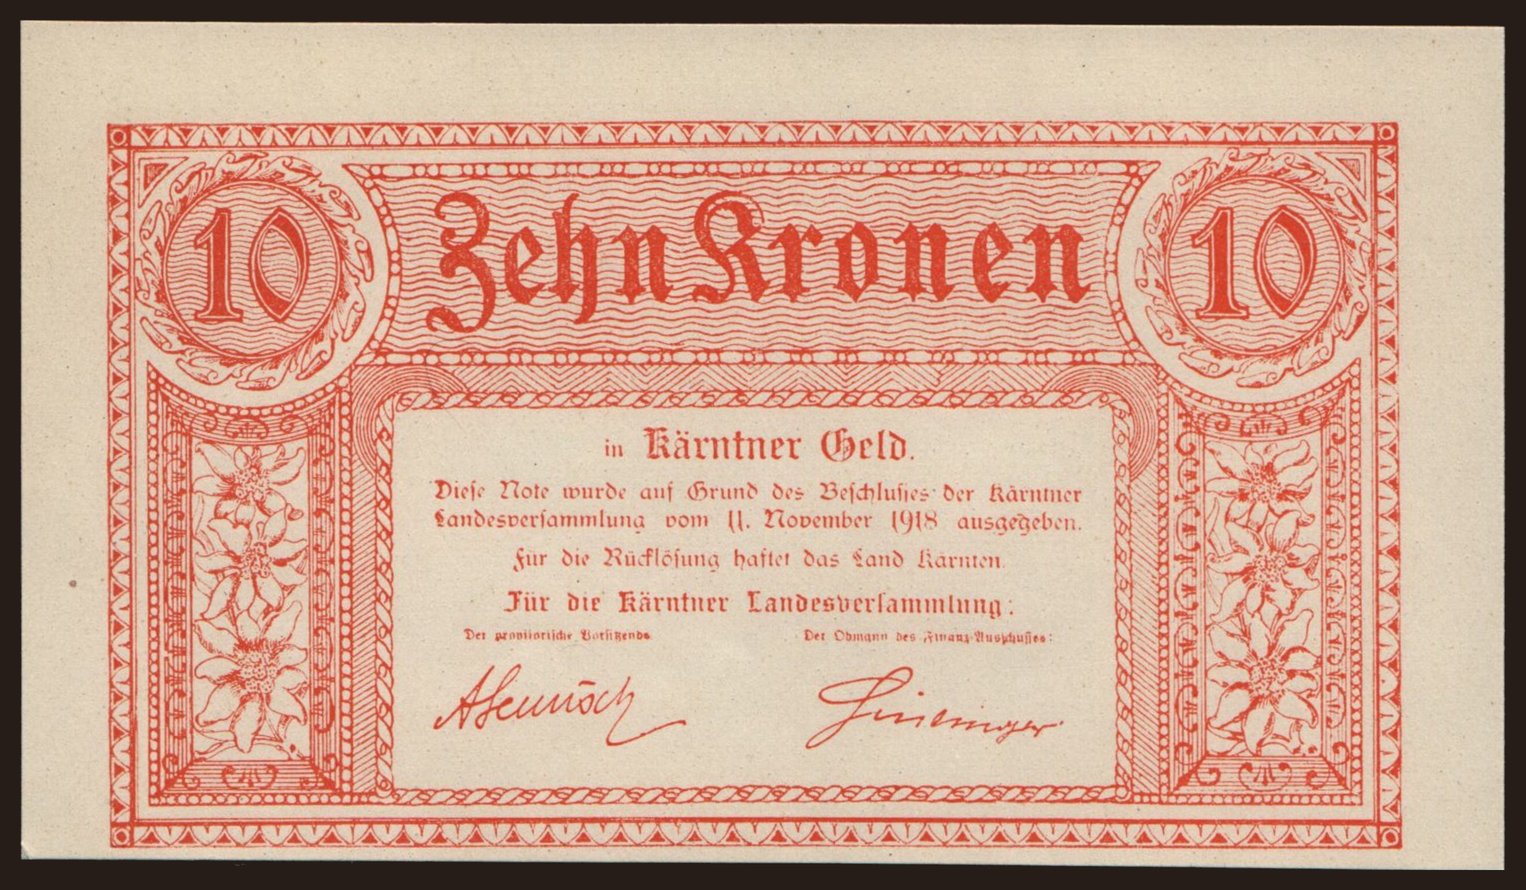 10 Zehn Kronen 10
in Kärntner Geld.
Diese Note wurde auf Grund des Beschlusses der Kärntner
Landesversammlung vom 11. November 1918 ausgegeben.
Für die Rücklösung haftet das Land Kärnten.
Für die Kärntner Landesversammlung:
Der provisorische Vorsitzende Der Obmann des Finanz-Ausschusses: